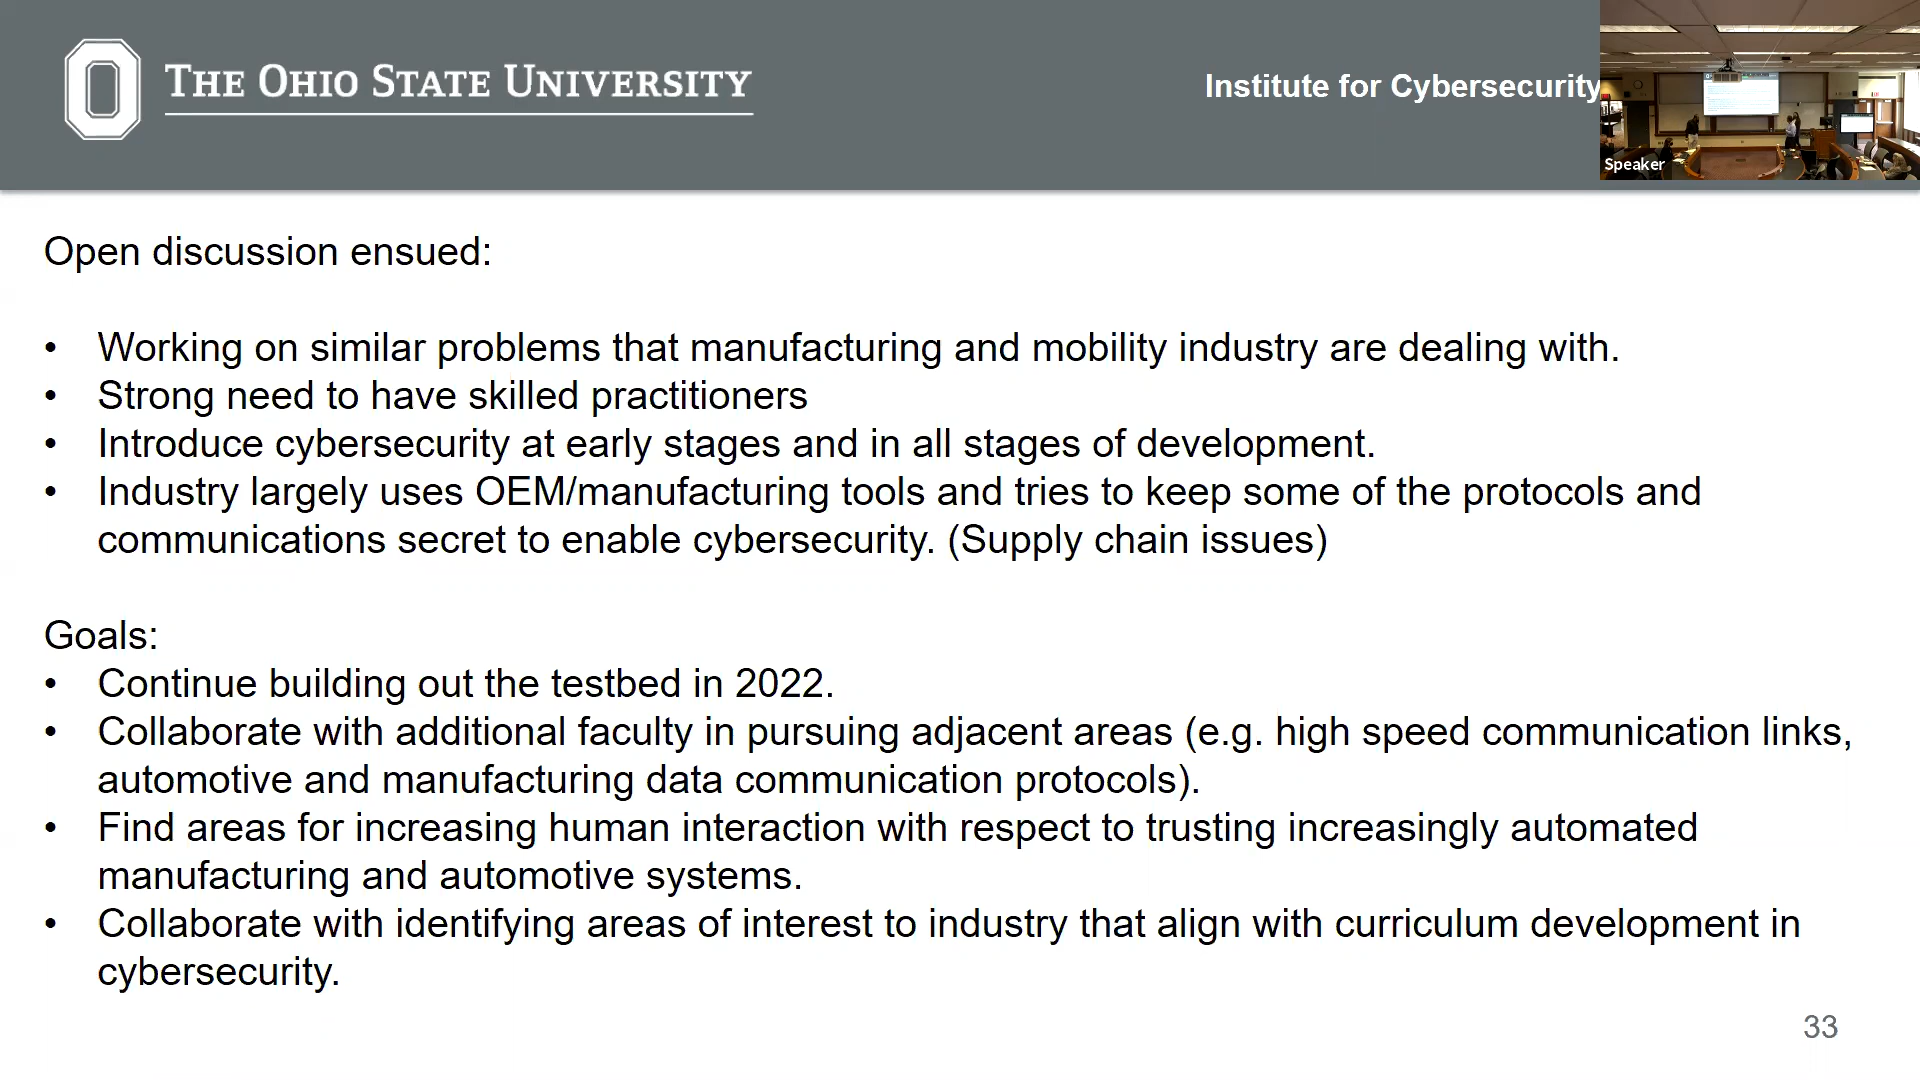 THE OHIO STATE UNIVERSITY
Institute for Cybersecurity
Speaker
Open discussion ensued:
• Working on similar problems that manufacturing and mobility industry are dealing with.
• Strong need to have skilled practitioners
• Introduce cybersecurity at early stages and in all stages of development.
• Industry largely uses OEM/manufacturing tools and tries to keep some of the protocols and
communications secret to enable cybersecurity. (Supply chain issues)
Goals:
• Continue building out the testbed in 2022.
• Collaborate with additional faculty in pursuing adjacent areas (e.g. high speed communication links,
automotive and manufacturing data communication protocols).
• Find areas for increasing human interaction with respect to trusting increasingly automated
manufacturing and automotive systems.
• Collaborate with identifying areas of interest to industry that align with curriculum development in
cybersecurity.
33